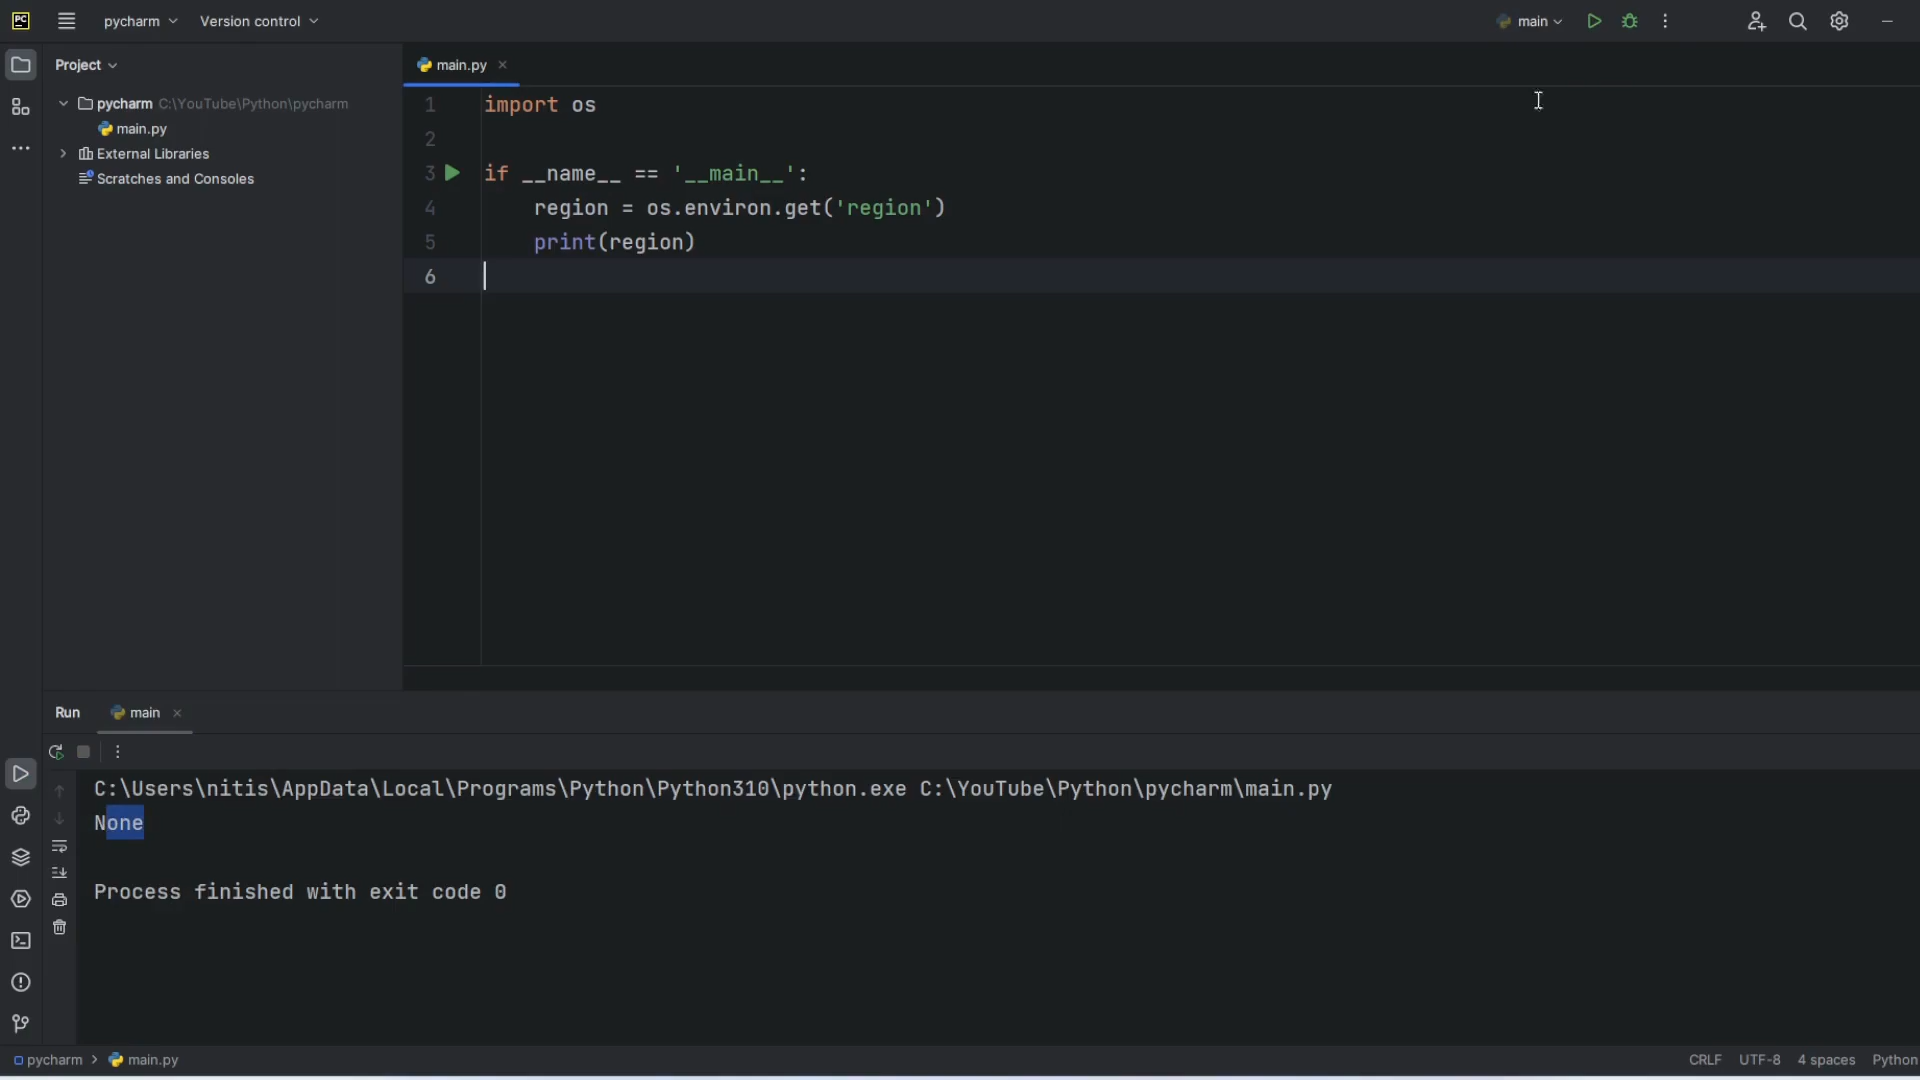 PC pycharm Version control main
Project
pycharm C:\YouTube\Python\pycharm
main.py
External Libraries
Scratches and Consoles
main.py
1 import os
2
3 if __name__ == '__main__':
4 region = os.environ.get('region')
5 print(region)
6
Run main
C:\Users\nitis\AppData\Local\Programs\Python\Python310\python.exe C:\YouTube\Python\pycharm\main.py
None
Process finished with exit code 0
pycharm > main.py CRLF UTF-8 4 spaces Python